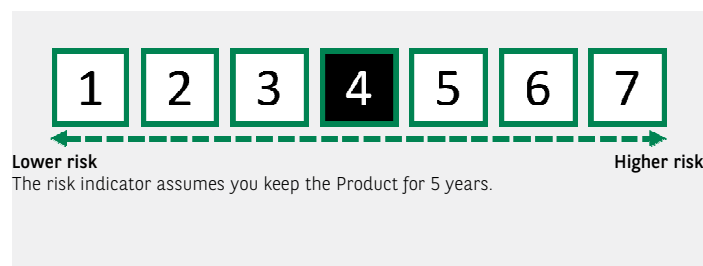 1 2 3 4 5 6 7
Lower risk Higher risk
The risk indicator assumes you keep the Product for 5 years.